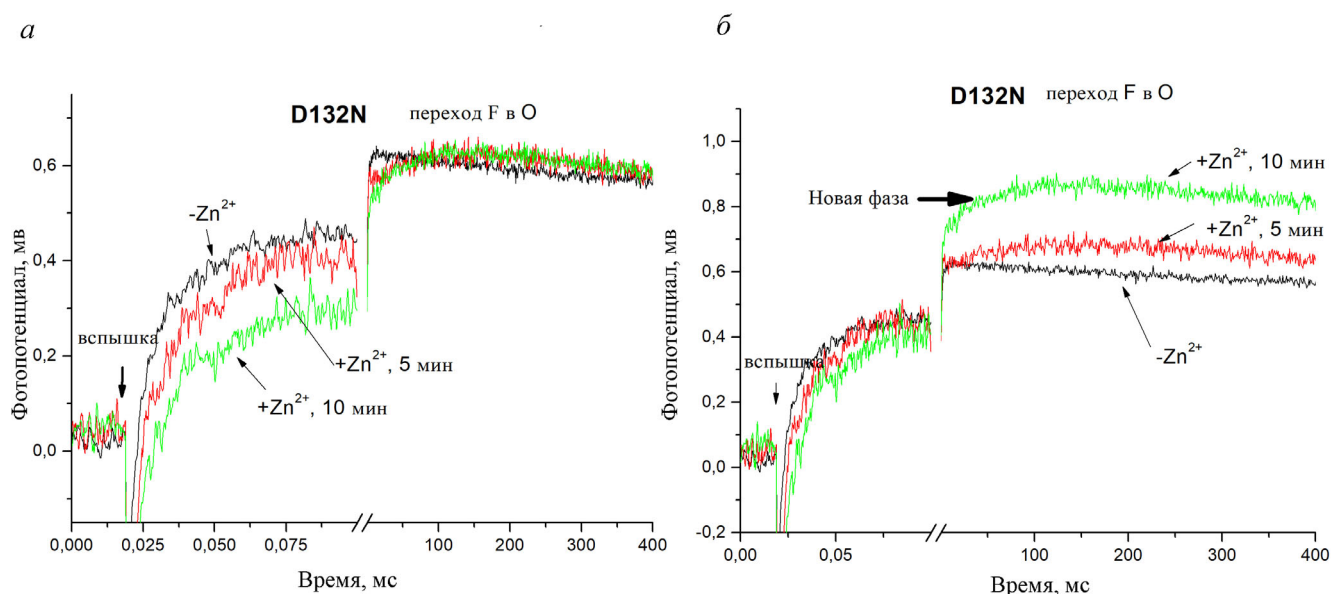 а
D132N переход F в O
Фотопотенциал, мв
0,6
0,4
0,2
0,0
-Zn²⁺
вспышка
+Zn²⁺, 5 мин
+Zn²⁺, 10 мин
0,000 0,025 0,050 0,075 100 200 300 400
Время, мс
б
D132N переход F в O
Фотопотенциал, мв
1,0
0,8
0,6
0,4
0,2
0,0
-0,2
+Zn²⁺, 10 мин
Новая фаза
+Zn²⁺, 5 мин
-Zn²⁺
вспышка
0,00 0,05 100 200 300 400
Время, мс